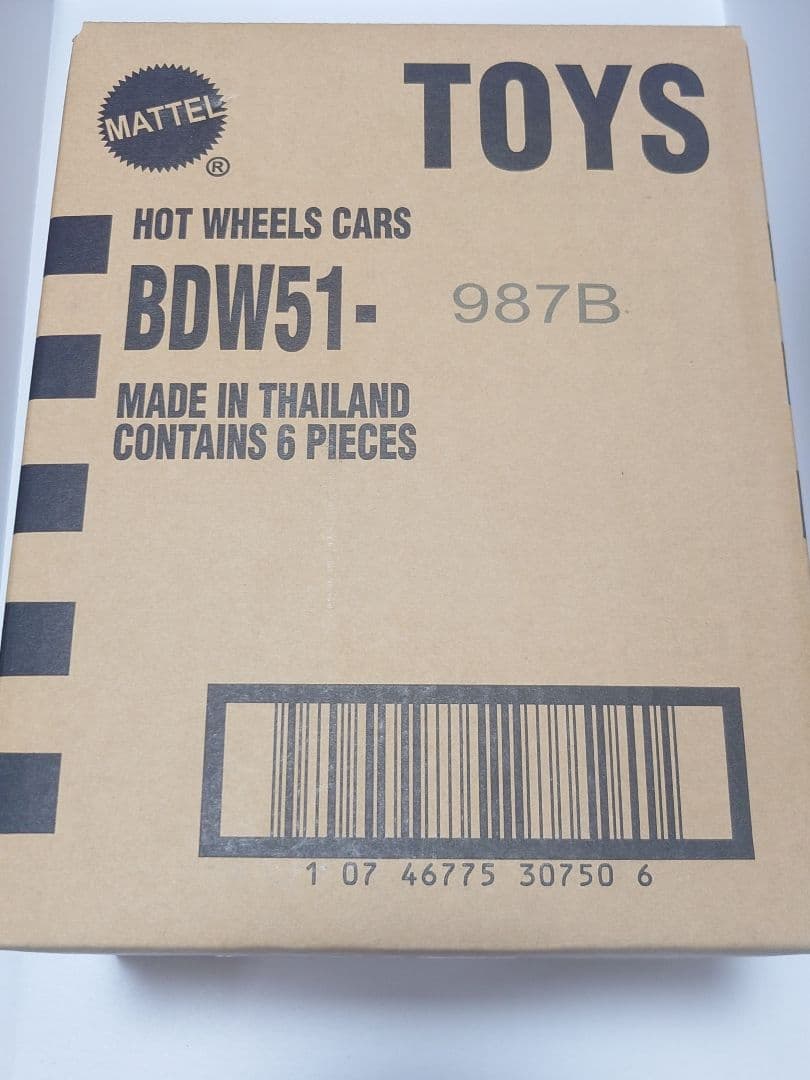 MATTEL
®
TOYS
HOT WHEELS CARS
BDW51- 987B
MADE IN THAILAND
CONTAINS 6 PIECES
1 07 46775 30750 6